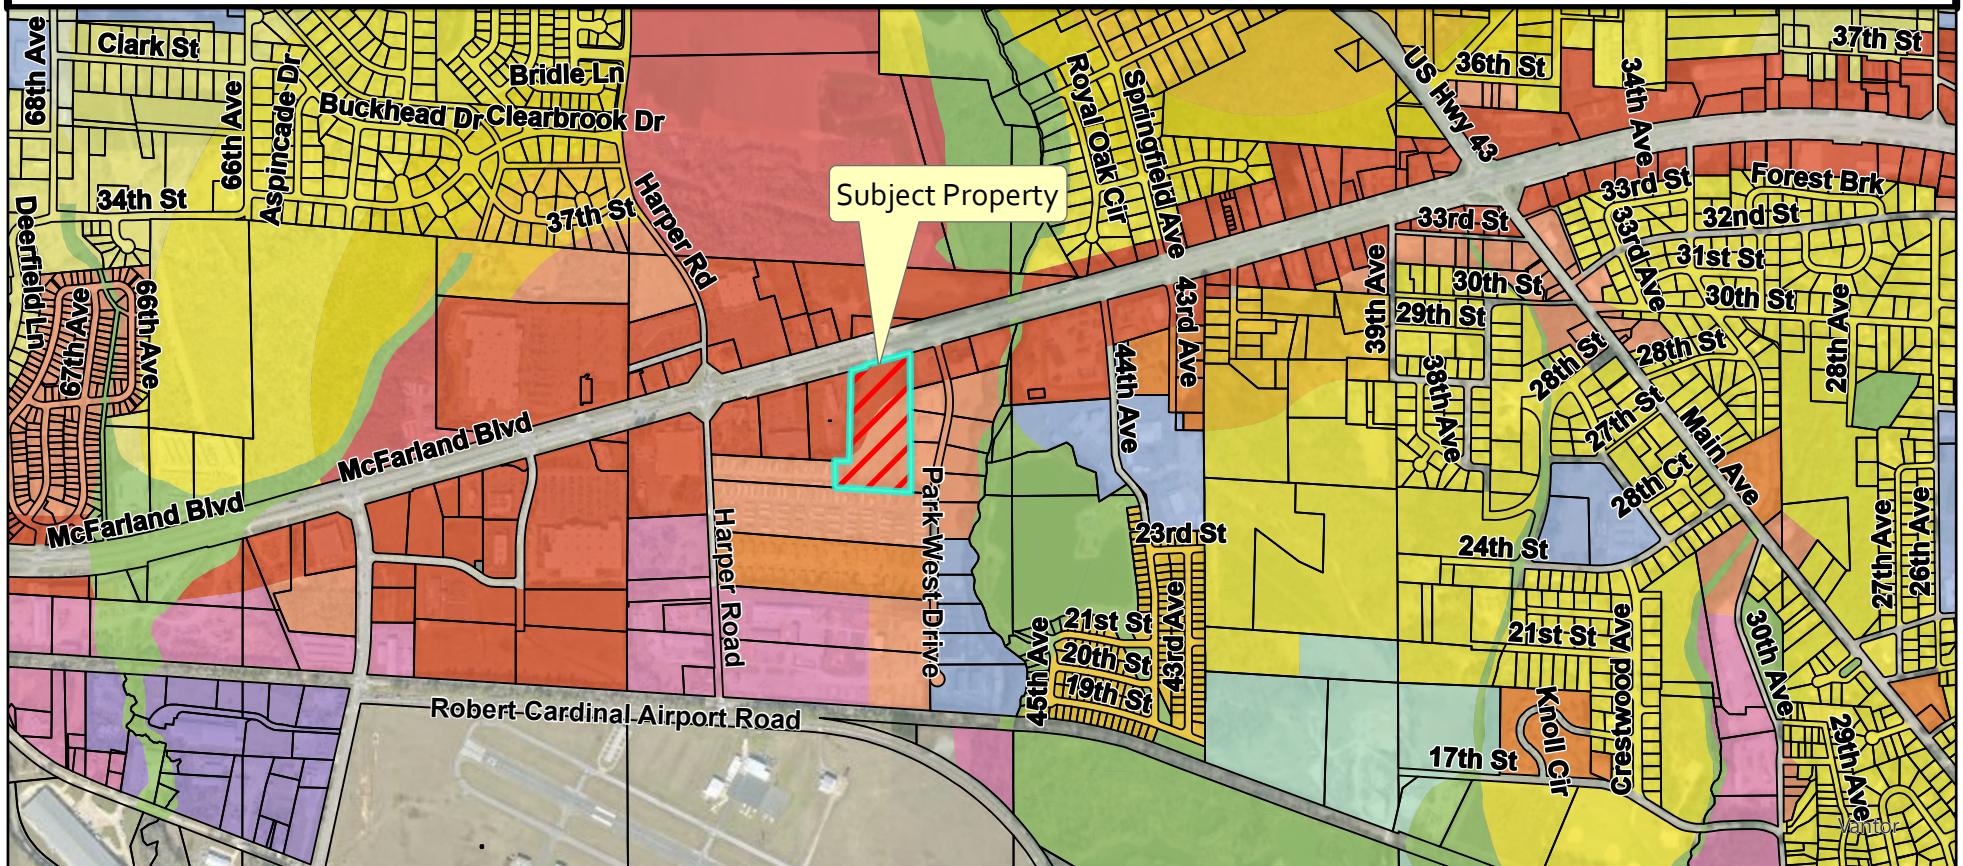 68th Ave
Clark St
66th Ave
Aspincade Dr
Bridle Ln
Buckhead Dr
Clearbrook Dr
34th St
37th St
Harper Rd
Deerfield Ln
67th Ave
66th Ave
Subject Property
Royal Oak Cir
Springfield Ave
US Hwy 43
36th St
34th Ave
37th St
33rd St
Forest Brk
33rd St
33rd Ave
32nd St
31st St
30th St
30th St
29th St
39th Ave
43rd Ave
44th Ave
43rd Ave
38th Ave
28th St
28th St
28th Ave
27th St
Main Ave
28th Ct
McFarland Blvd
McFarland Blvd
Park West Drive
Harper Road
23rd St
24th St
27th Ave
26th Ave
21st St
20th St
19th St
45th Ave
43rd Ave
21st St
Crestwood Ave
30th Ave
Robert Cardinal Airport Road
17th St
Knoll Cir
29th Ave
Vantor